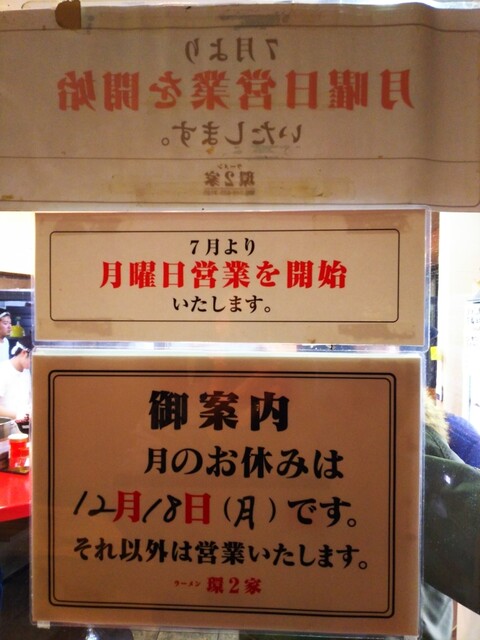 7月より
月曜日営業を開始
いたします。
ラーメン環2家
7月より
月曜日営業を開始
いたします。
御案内
月のお休みは
12月18日(月)です。
それ以外は営業いたします。
ラーメン 環2家